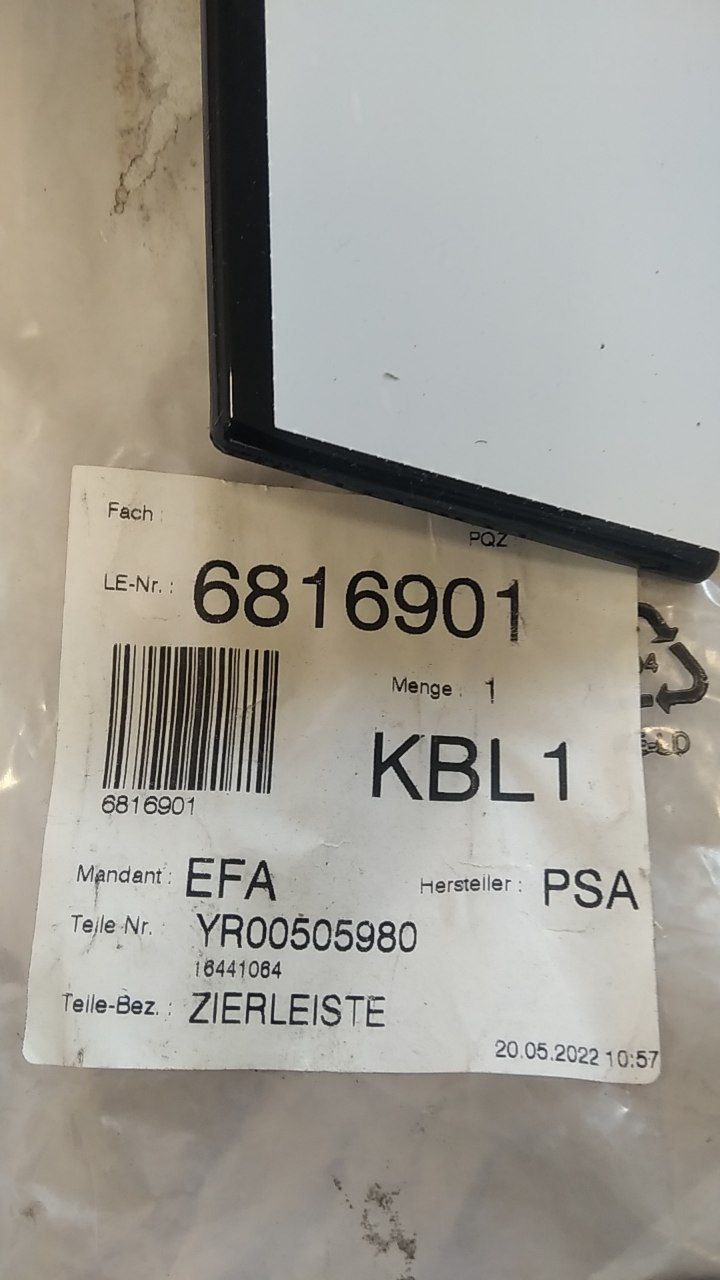 Fach :
PQZ
LE-Nr. : 6816901
Menge : 1
6816901
KBL1
Mandant : EFA
Hersteller : PSA
Teile Nr. : YR00505980
16441064
Teile-Bez. : ZIERLEISTE
20.05.2022 10:57